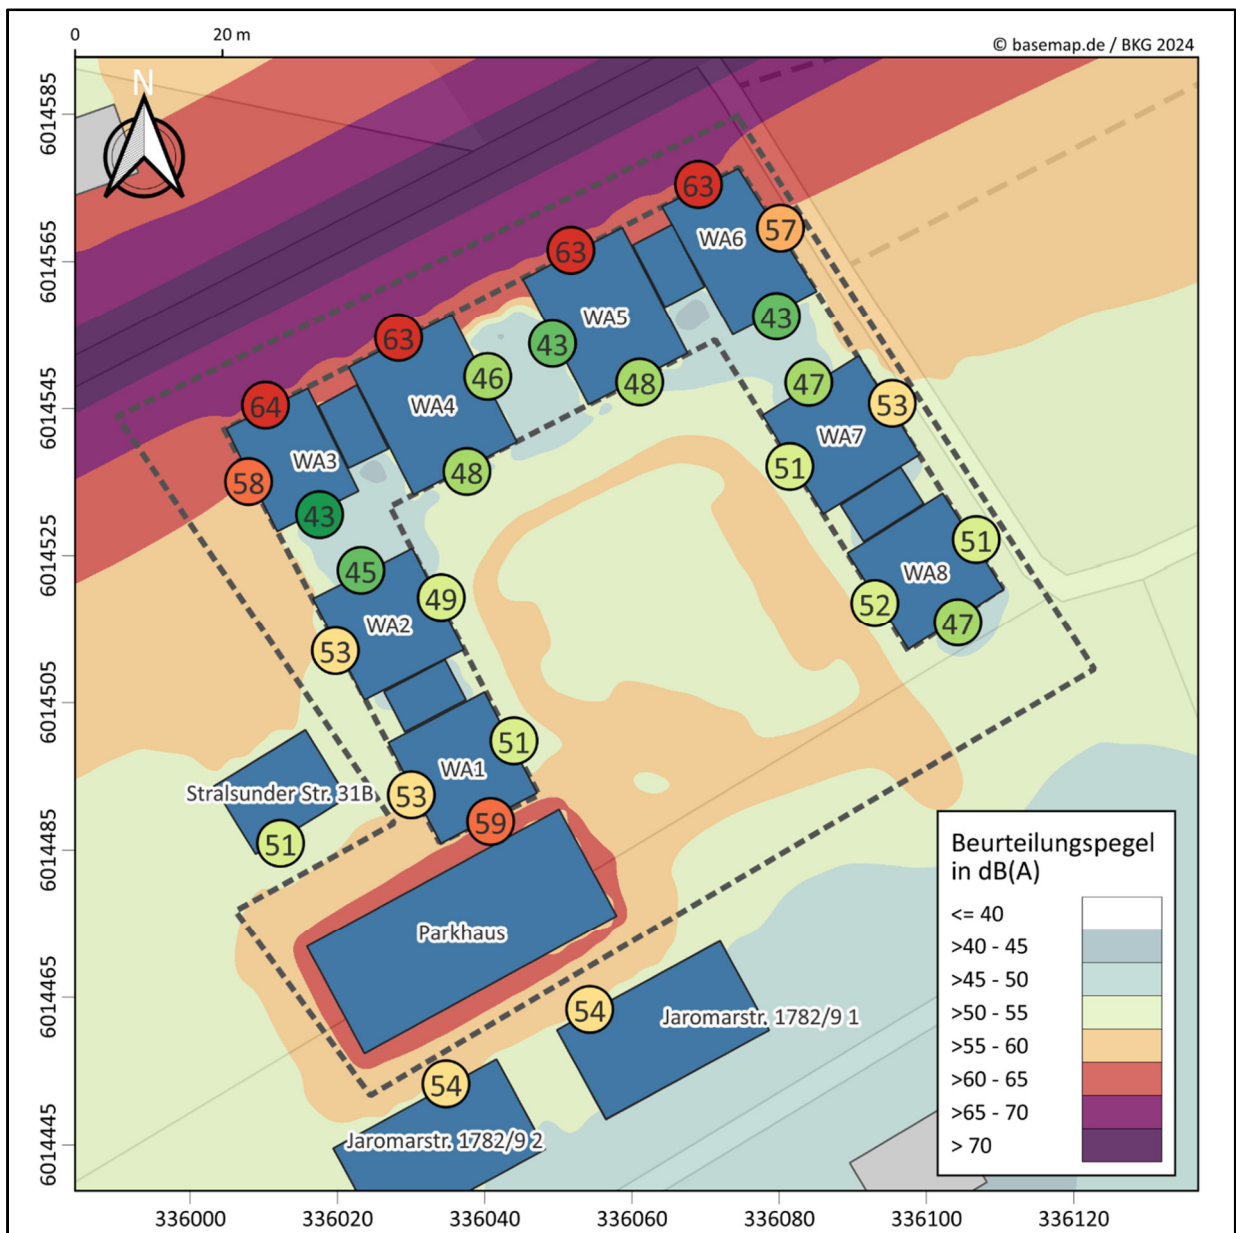 0 20 m
© basemap.de / BKG 2024
N
6014585
6014565
6014545
6014525
6014505
6014485
6014465
6014445
63
WA6
57
63
43
WA5
63
43
46
48
47
64
WA4
53
WA7
WA3
48
51
58
43
51
45
WA8
49
52
WA2
47
53
51
WA1
Stralsunder Str. 31B
53
59
51
Parkhaus
54
Jaromarstr. 1782/9 1
54
Jaromarstr. 1782/9 2
Beurteilungspegel
in dB(A)
<= 40
>40 - 45
>45 - 50
>50 - 55
>55 - 60
>60 - 65
>65 - 70
> 70
336000 336020 336040 336060 336080 336100 336120